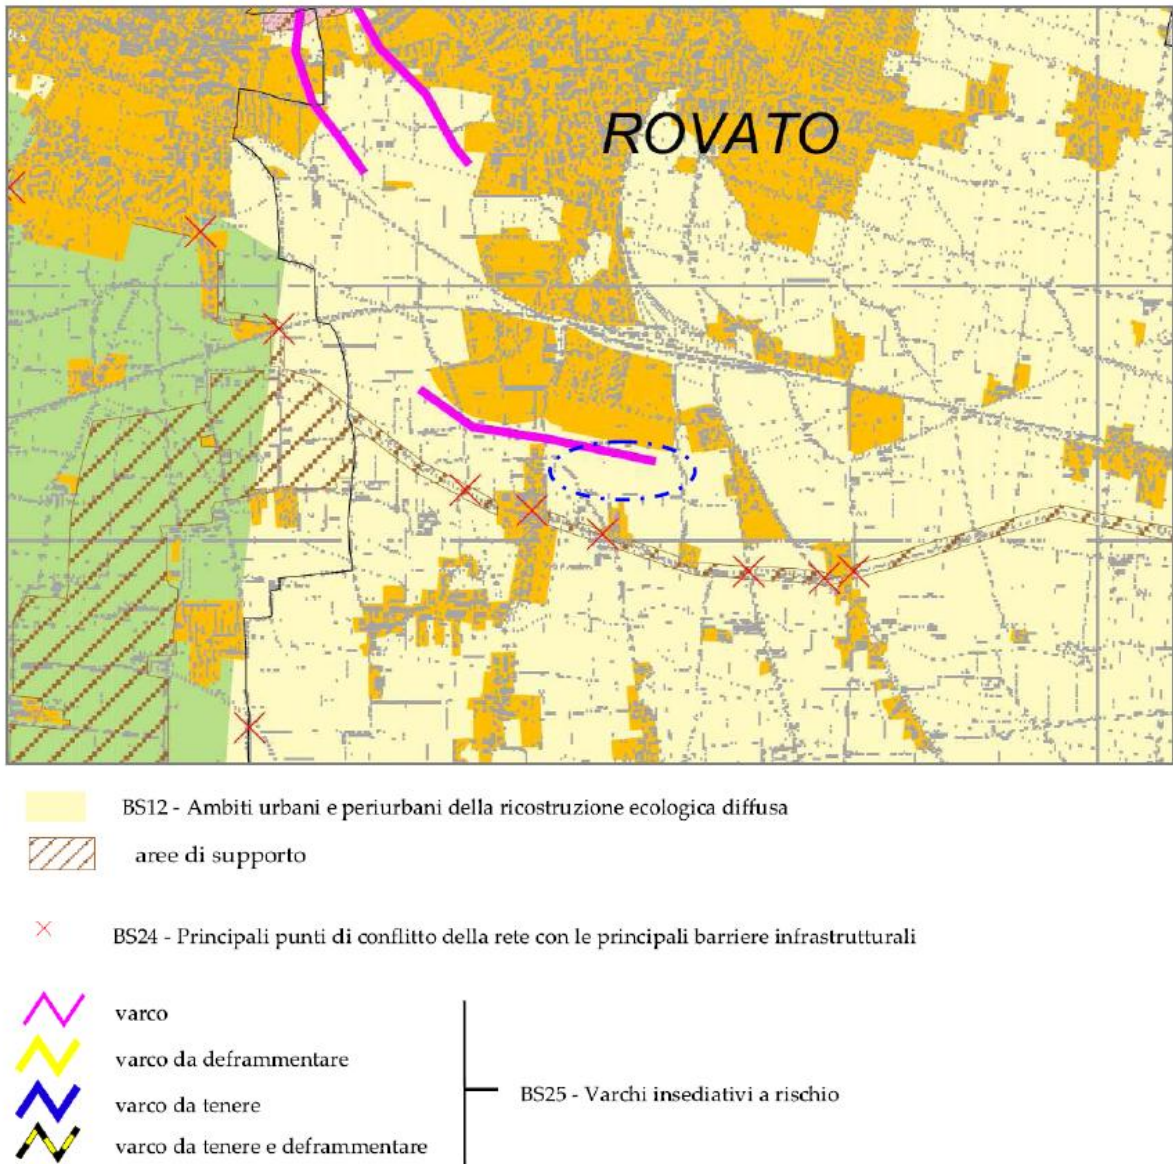 ROVATO
BS12 - Ambiti urbani e periurbani della ricostruzione ecologica diffusa
aree di supporto
BS24 - Principali punti di conflitto della rete con le principali barriere infrastrutturali
varco
varco da deframmentare
varco da tenere
varco da tenere e deframmentare
BS25 - Varchi insediativi a rischio